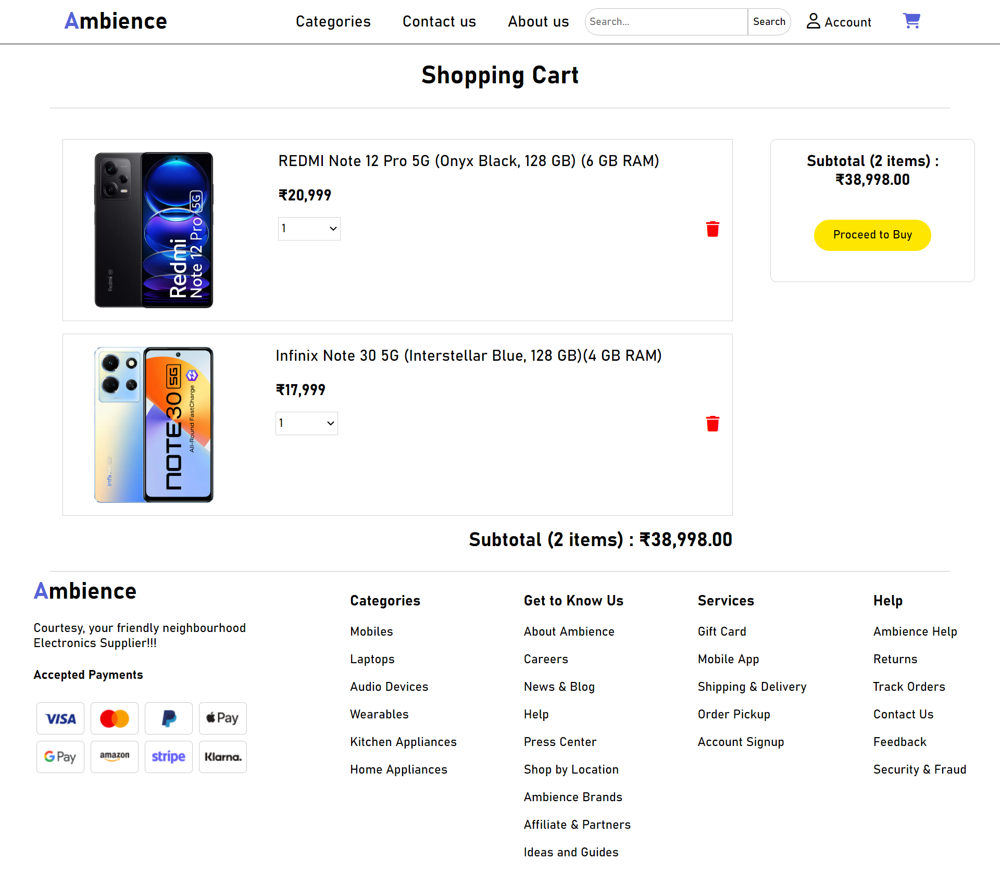 Ambience
Categories
Contact us
About us
Search...
Search
Account
Shopping Cart
Redmi
Redmi
Note 12 Pro 5G
REDMI Note 12 Pro 5G (Onyx Black, 128 GB) (6 GB RAM)
₹20,999
1
Subtotal (2 items) :
₹38,998.00
Proceed to Buy
Infinix
NOTE30 5G
All-Round FastCharge
Infinix Note 30 5G (Interstellar Blue, 128 GB)(4 GB RAM)
₹17,999
1
Subtotal (2 items) : ₹38,998.00
Ambience
Courtesy, your friendly neighbourhood
Electronics Supplier!!!
Accepted Payments
VISA
Pay
G Pay
amazon
stripe
Klarna.
Categories
Mobiles
Laptops
Audio Devices
Wearables
Kitchen Appliances
Home Appliances
Get to Know Us
About Ambience
Careers
News & Blog
Help
Press Center
Shop by Location
Ambience Brands
Affiliate & Partners
Ideas and Guides
Services
Gift Card
Mobile App
Shipping & Delivery
Order Pickup
Account Signup
Help
Ambience Help
Returns
Track Orders
Contact Us
Feedback
Security & Fraud